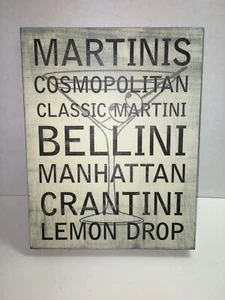 MARTINIS
COSMOPOLITAN
CLASSIC MARTINI
BELLINI
MANHATTAN
CRANTINI
LEMON DROP